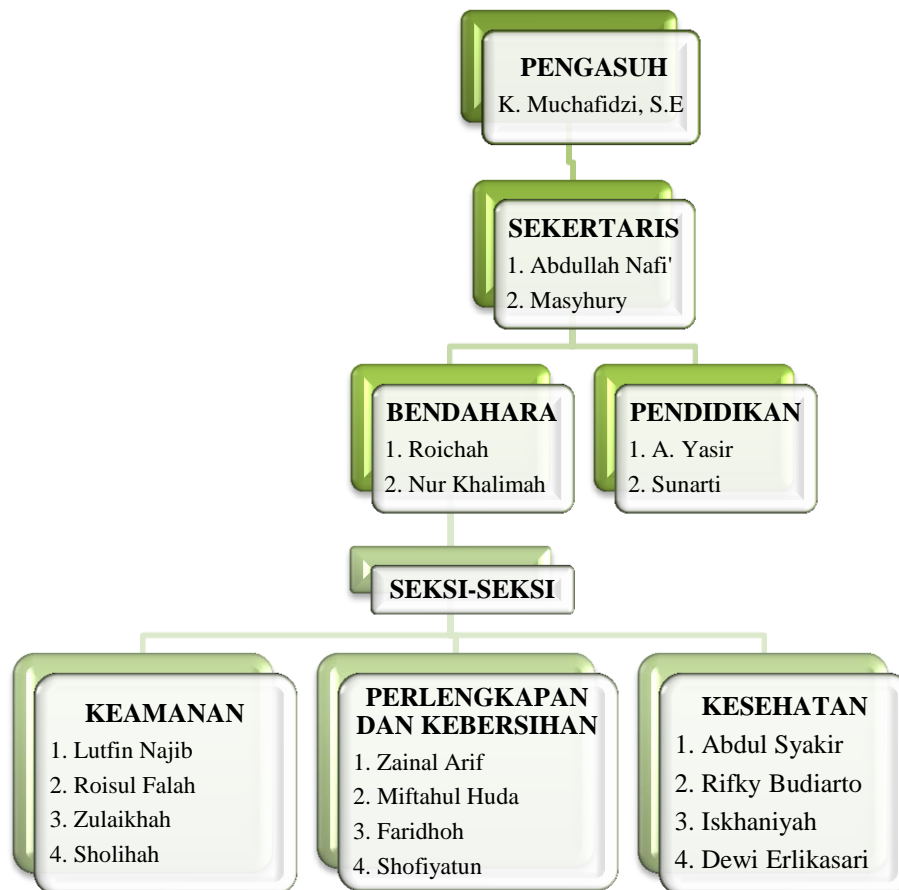 PENGASUH
K. Muchafidzi, S.E
SEKERTARIS
1. Abdullah Nafi'
2. Masyhury
BENDAHARA
1. Roichah
2. Nur Khalimah
PENDIDIKAN
1. A. Yasir
2. Sunarti
SEKSI-SEKSI
KEAMANAN
1. Lutfin Najib
2. Roisul Falah
3. Zulaikhah
4. Sholihah
PERLENGKAPAN
DAN KEBERSIHAN
1. Zainal Arif
2. Miftahul Huda
3. Faridhoh
4. Shofiyatun
KESEHATAN
1. Abdul Syakir
2. Rifky Budiarto
3. Iskhaniyah
4. Dewi Erlikasari